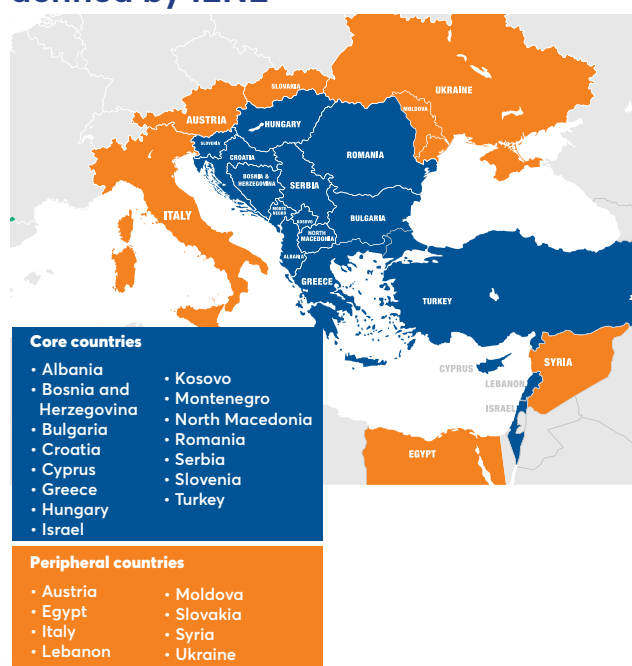 defined by IENE
SLOVAKIA
UKRAINE
MOLDOVA
AUSTRIA
HUNGARY
SLOVENIA
ROMANIA
CROATIA
BOSNIA &
HERZEGOVINA
SERBIA
ITALY
MONTE
NEGRO
KOSOVO
BULGARIA
NORTH
MACEDONIA
ALBANIA
GREECE
TURKEY
CYPRUS
SYRIA
LEBANON
ISRAEL
EGYPT
Core countries
• Albania
• Bosnia and
Herzegovina
• Bulgaria
• Croatia
• Cyprus
• Greece
• Hungary
• Israel
• Kosovo
• Montenegro
• North Macedonia
• Romania
• Serbia
• Slovenia
• Turkey
Peripheral countries
• Austria
• Egypt
• Italy
• Lebanon
• Moldova
• Slovakia
• Syria
• Ukraine